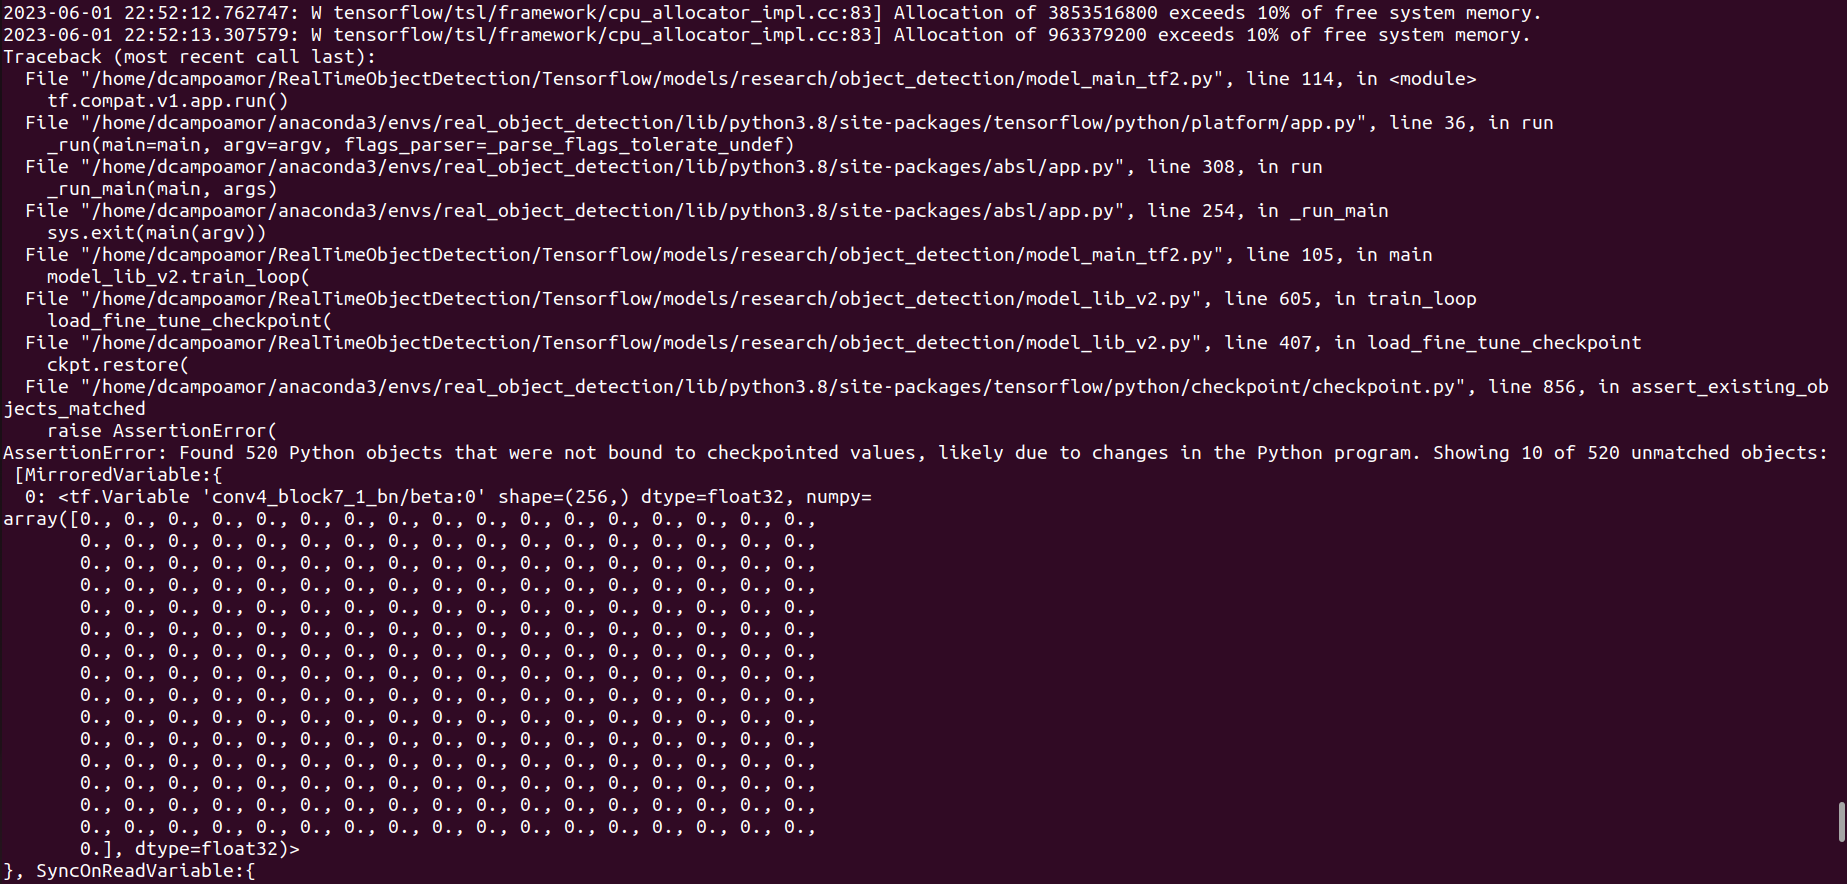 2023-06-01 22:52:12.762747: W tensorflow/tsl/framework/cpu_allocator_impl.cc:83] Allocation of 3853516800 exceeds 10% of free system memory.
2023-06-01 22:52:13.307579: W tensorflow/tsl/framework/cpu_allocator_impl.cc:83] Allocation of 963379200 exceeds 10% of free system memory.
Traceback (most recent call last):
  File "/home/dcampoamor/RealTimeObjectDetection/Tensorflow/models/research/object_detection/model_main_tf2.py", line 114, in <module>
    tf.compat.v1.app.run()
  File "/home/dcampoamor/anaconda3/envs/real_object_detection/lib/python3.8/site-packages/tensorflow/python/platform/app.py", line 36, in run
    _run(main=main, argv=argv, flags_parser=_parse_flags_tolerate_undef)
  File "/home/dcampoamor/anaconda3/envs/real_object_detection/lib/python3.8/site-packages/absl/app.py", line 308, in run
    _run_main(main, args)
  File "/home/dcampoamor/anaconda3/envs/real_object_detection/lib/python3.8/site-packages/absl/app.py", line 254, in _run_main
    sys.exit(main(argv))
  File "/home/dcampoamor/RealTimeObjectDetection/Tensorflow/models/research/object_detection/model_main_tf2.py", line 105, in main
    model_lib_v2.train_loop(
  File "/home/dcampoamor/RealTimeObjectDetection/Tensorflow/models/research/object_detection/model_lib_v2.py", line 605, in train_loop
    load_fine_tune_checkpoint(
  File "/home/dcampoamor/RealTimeObjectDetection/Tensorflow/models/research/object_detection/model_lib_v2.py", line 407, in load_fine_tune_checkpoint
    ckpt.restore(
  File "/home/dcampoamor/anaconda3/envs/real_object_detection/lib/python3.8/site-packages/tensorflow/python/checkpoint/checkpoint.py", line 856, in assert_existing_ob
jects_matched
    raise AssertionError(
AssertionError: Found 520 Python objects that were not bound to checkpointed values, likely due to changes in the Python program. Showing 10 of 520 unmatched objects:
 [MirroredVariable:{
  0: <tf.Variable 'conv4_block7_1_bn/beta:0' shape=(256,) dtype=float32, numpy=
array([0., 0., 0., 0., 0., 0., 0., 0., 0., 0., 0., 0., 0., 0., 0., 0., 0.,
       0., 0., 0., 0., 0., 0., 0., 0., 0., 0., 0., 0., 0., 0., 0., 0., 0.,
       0., 0., 0., 0., 0., 0., 0., 0., 0., 0., 0., 0., 0., 0., 0., 0., 0.,
       0., 0., 0., 0., 0., 0., 0., 0., 0., 0., 0., 0., 0., 0., 0., 0., 0.,
       0., 0., 0., 0., 0., 0., 0., 0., 0., 0., 0., 0., 0., 0., 0., 0., 0.,
       0., 0., 0., 0., 0., 0., 0., 0., 0., 0., 0., 0., 0., 0., 0., 0., 0.,
       0., 0., 0., 0., 0., 0., 0., 0., 0., 0., 0., 0., 0., 0., 0., 0., 0.,
       0., 0., 0., 0., 0., 0., 0., 0., 0., 0., 0., 0., 0., 0., 0., 0., 0.,
       0., 0., 0., 0., 0., 0., 0., 0., 0., 0., 0., 0., 0., 0., 0., 0., 0.,
       0., 0., 0., 0., 0., 0., 0., 0., 0., 0., 0., 0., 0., 0., 0., 0., 0.,
       0., 0., 0., 0., 0., 0., 0., 0., 0., 0., 0., 0., 0., 0., 0., 0., 0.,
       0., 0., 0., 0., 0., 0., 0., 0., 0., 0., 0., 0., 0., 0., 0., 0., 0.,
       0., 0., 0., 0., 0., 0., 0., 0., 0., 0., 0., 0., 0., 0., 0., 0., 0.,
       0., 0., 0., 0., 0., 0., 0., 0., 0., 0., 0., 0., 0., 0., 0., 0., 0.,
       0., 0., 0., 0., 0., 0., 0., 0., 0., 0., 0., 0., 0., 0., 0., 0., 0.,
       0.], dtype=float32)>
}, SyncOnReadVariable:{